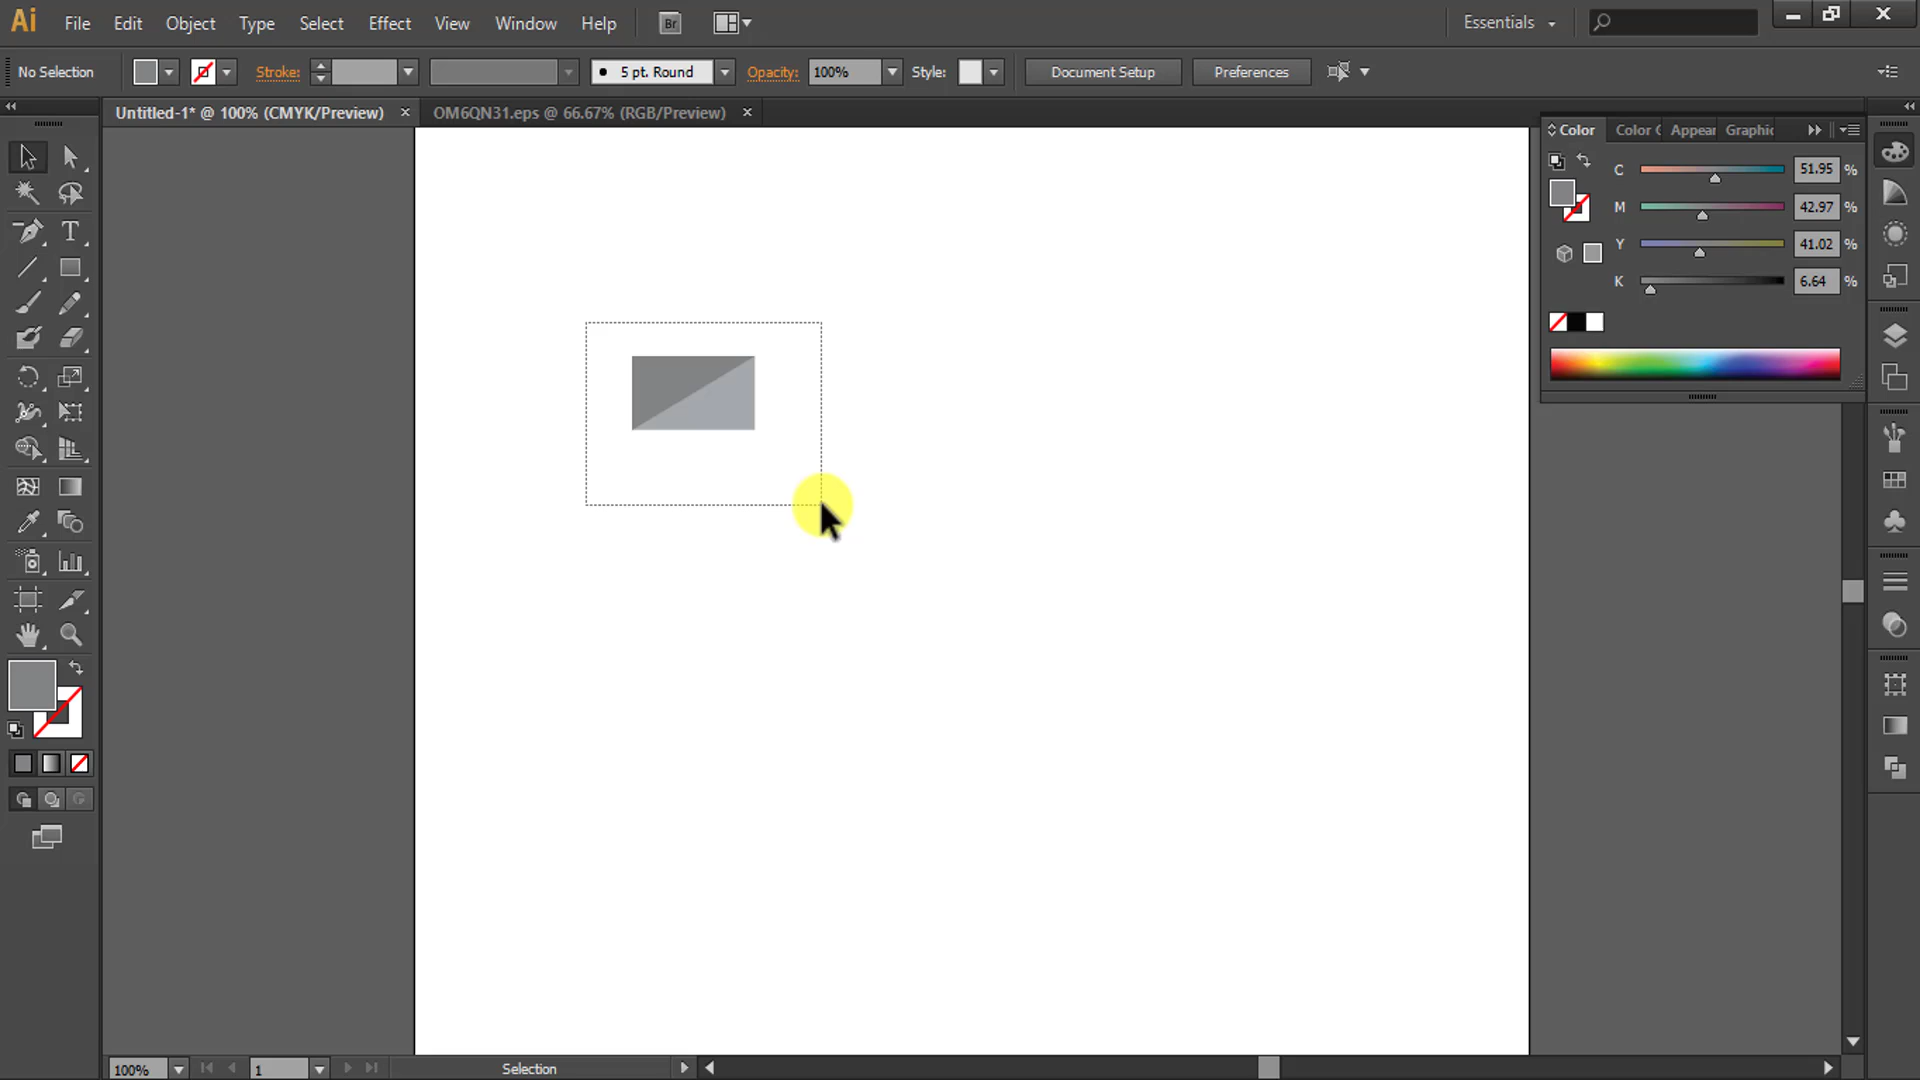 Ai File Edit Object Type Select Effect View Window Help Br Essentials
No Selection Stroke: 5 pt. Round Opacity: 100% Style: Document Setup Preferences
Untitled-1* @ 100% (CMYK/Preview) × OM6QN31.eps @ 66.67% (RGB/Preview) ×
Color Color G Appear Graphic
C 51.95 %
M 42.97 %
Y 41.02 %
K 6.64 %
T
100% 1 Selection